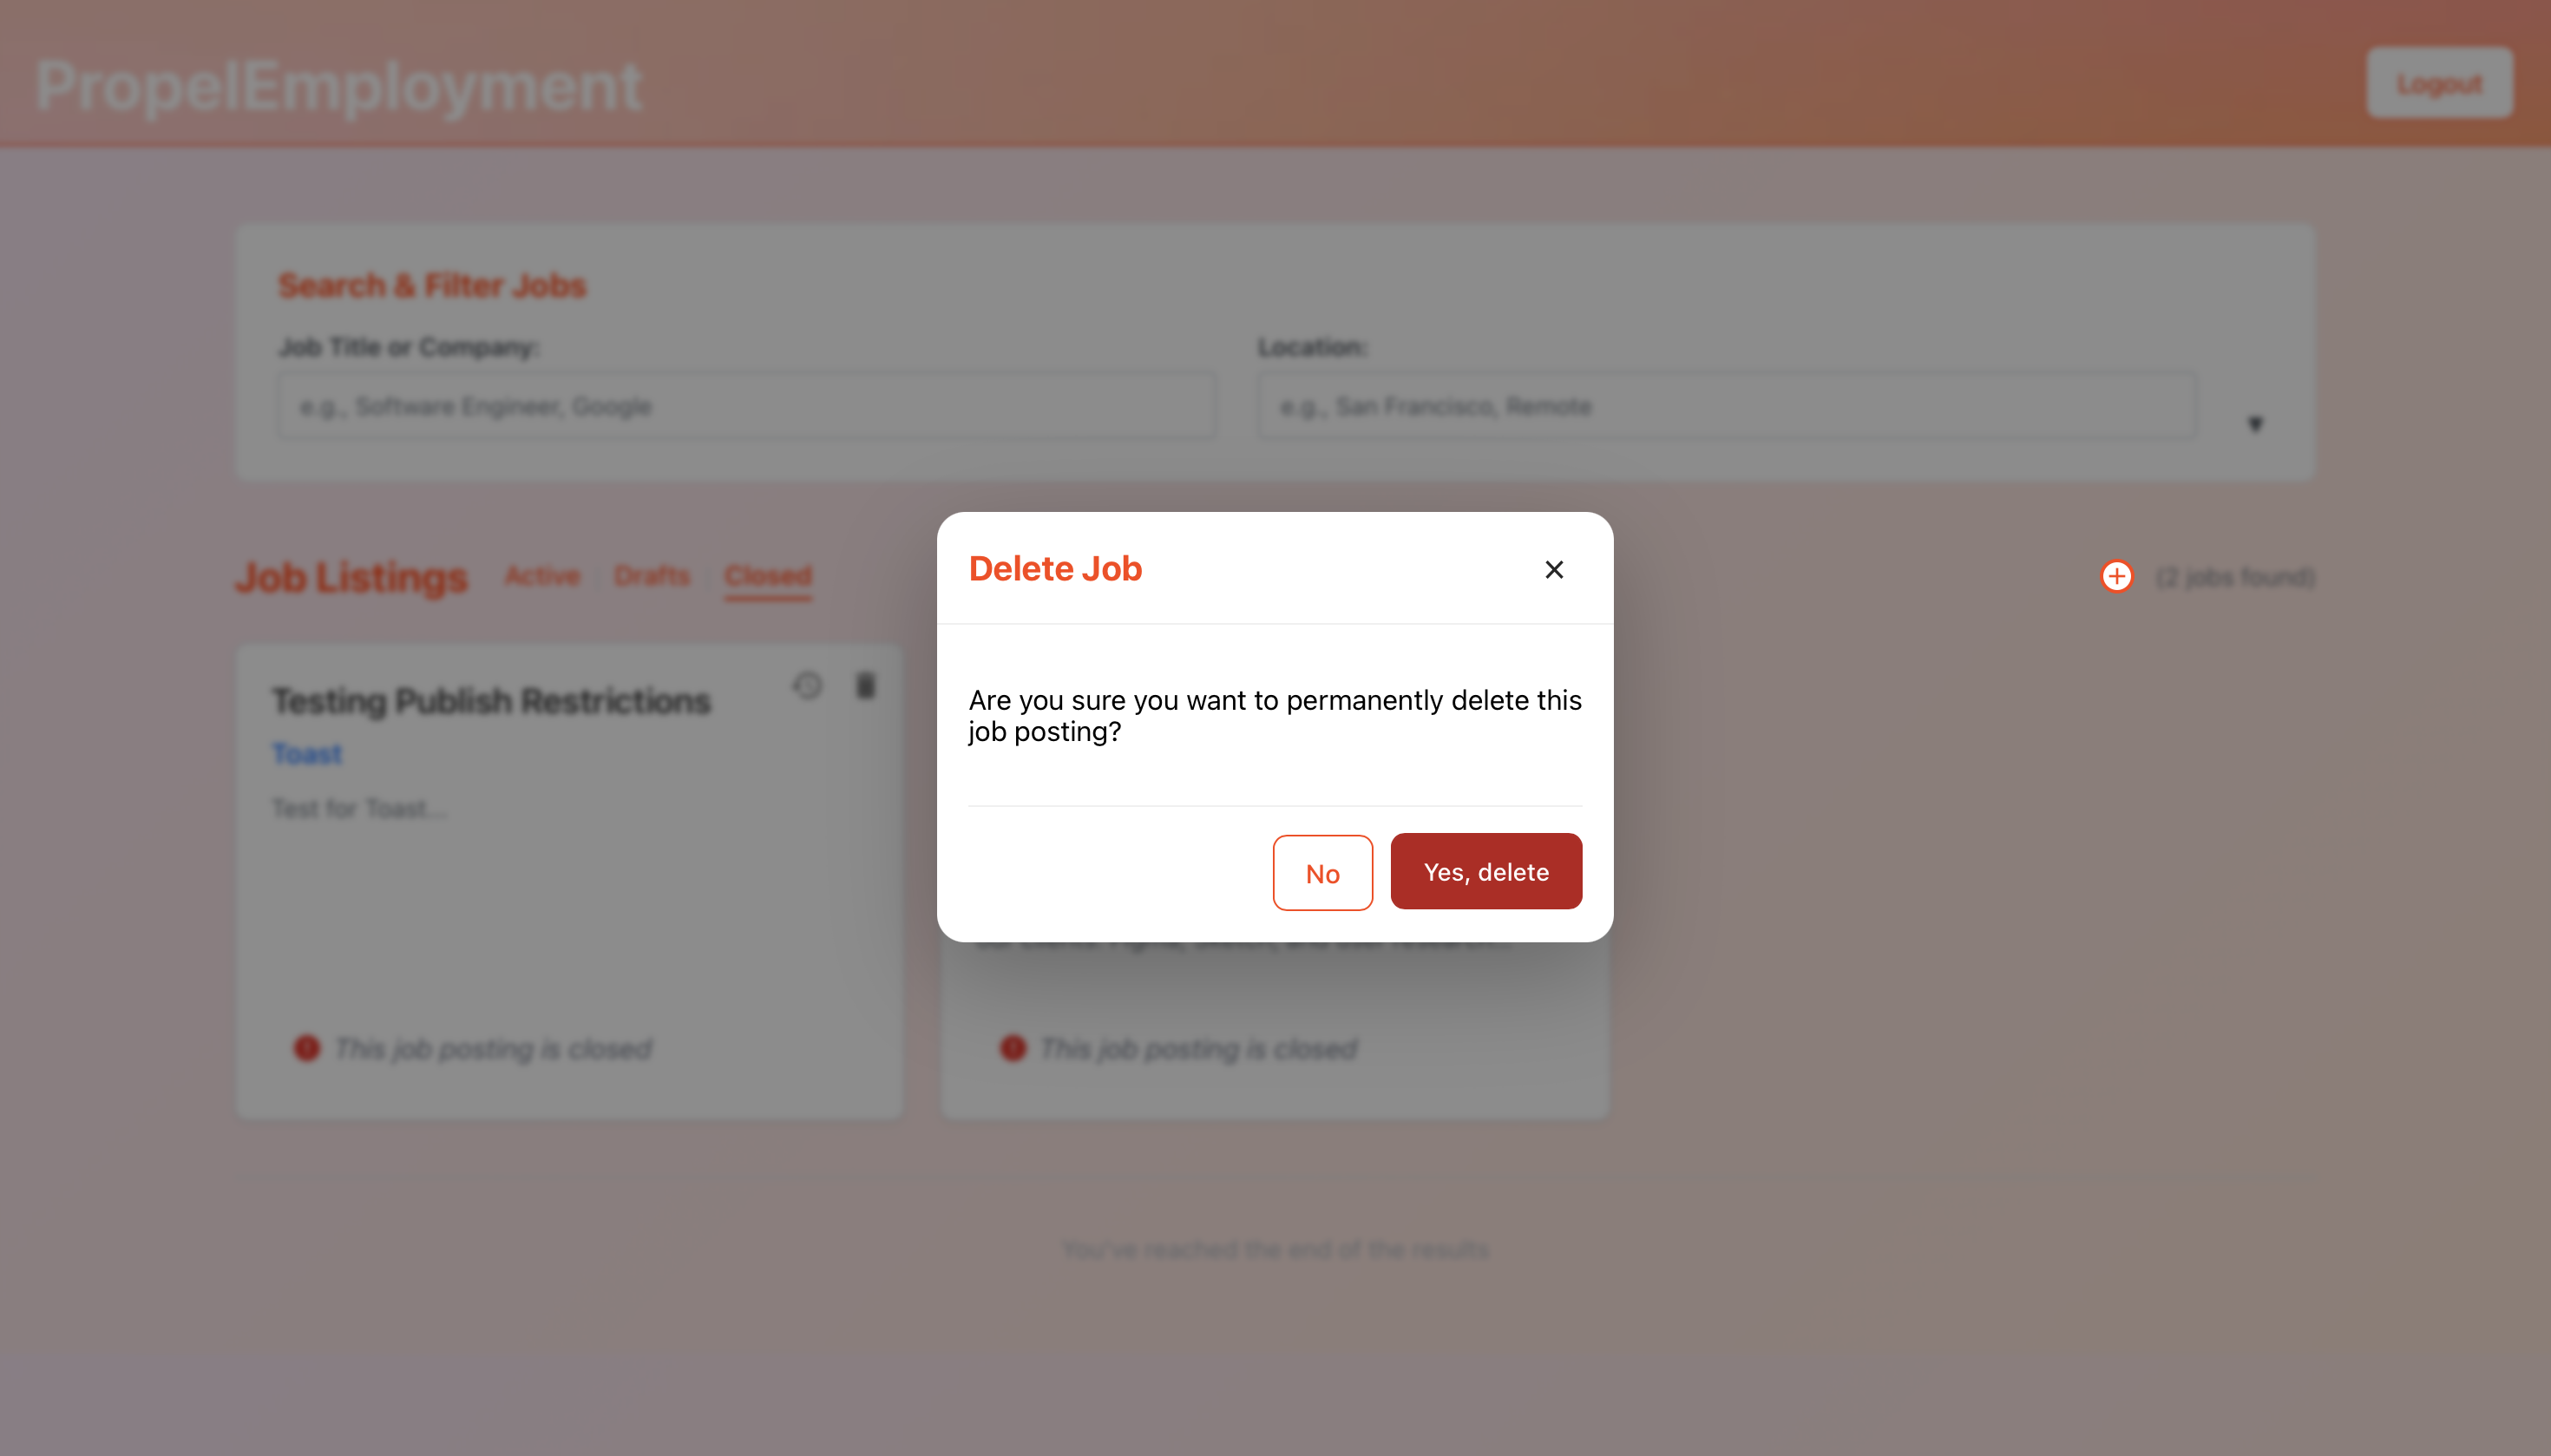 PropelEmployment
Logout
Search & Filter Jobs
Job Title or Company:
Location:
e.g., Software Engineer, Google
e.g., San Francisco, Remote
▼
Job Listings Active Drafts Closed
(2 jobs found)
Delete Job
×
Are you sure you want to permanently delete this
job posting?
No
Yes, delete
Testing Publish Restrictions
Toast
Test for Toast...
This job posting is closed
This job posting is closed
You've reached the end of the results